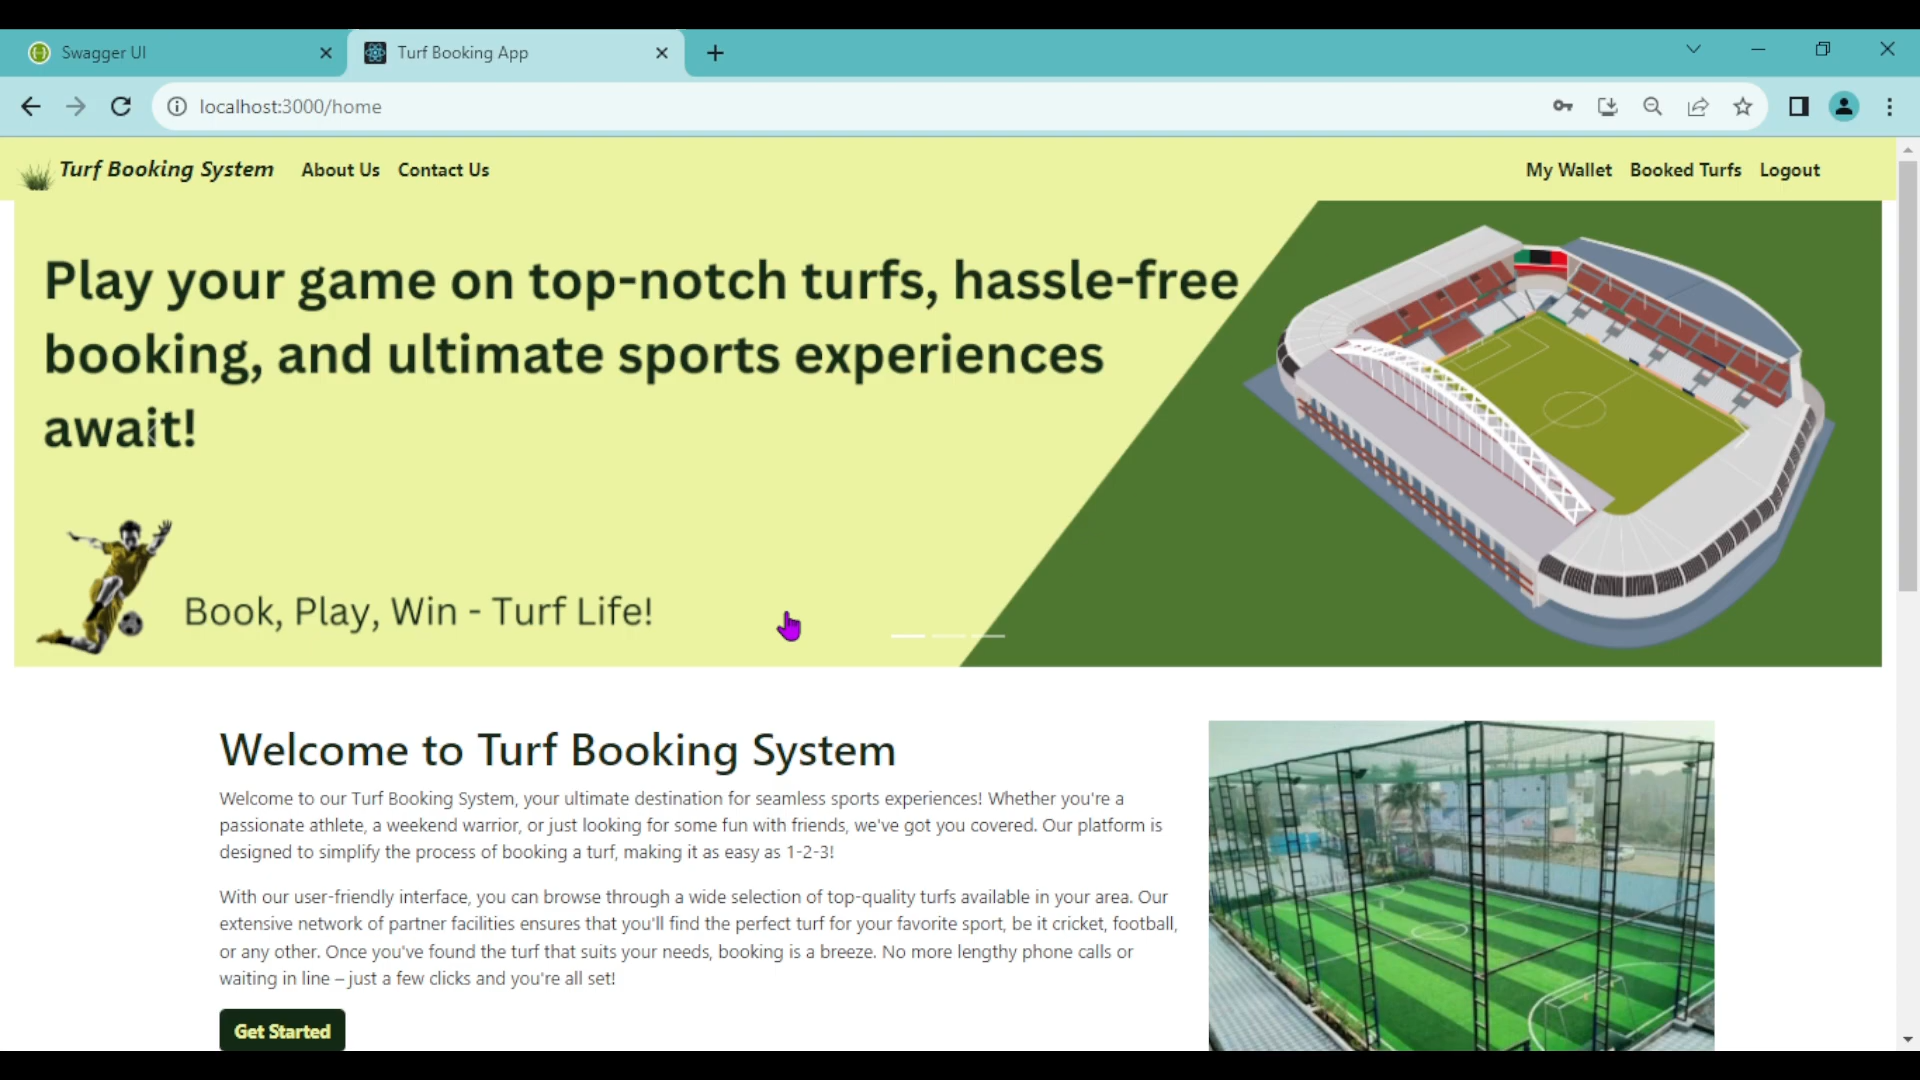 Swagger UI
Turf Booking App
localhost:3000/home
Turf Booking System About Us Contact Us My Wallet Booked Turfs Logout
Play your game on top-notch turfs, hassle-free
booking, and ultimate sports experiences
await!
Book, Play, Win - Turf Life!
Welcome to Turf Booking System
Welcome to our Turf Booking System, your ultimate destination for seamless sports experiences! Whether you're a
passionate athlete, a weekend warrior, or just looking for some fun with friends, we've got you covered. Our platform is
designed to simplify the process of booking a turf, making it as easy as 1-2-3!
With our user-friendly interface, you can browse through a wide selection of top-quality turfs available in your area. Our
extensive network of partner facilities ensures that you'll find the perfect turf for your favorite sport, be it cricket, football,
or any other. Once you've found the turf that suits your needs, booking is a breeze. No more lengthy phone calls or
waiting in line – just a few clicks and you're all set!
Get Started